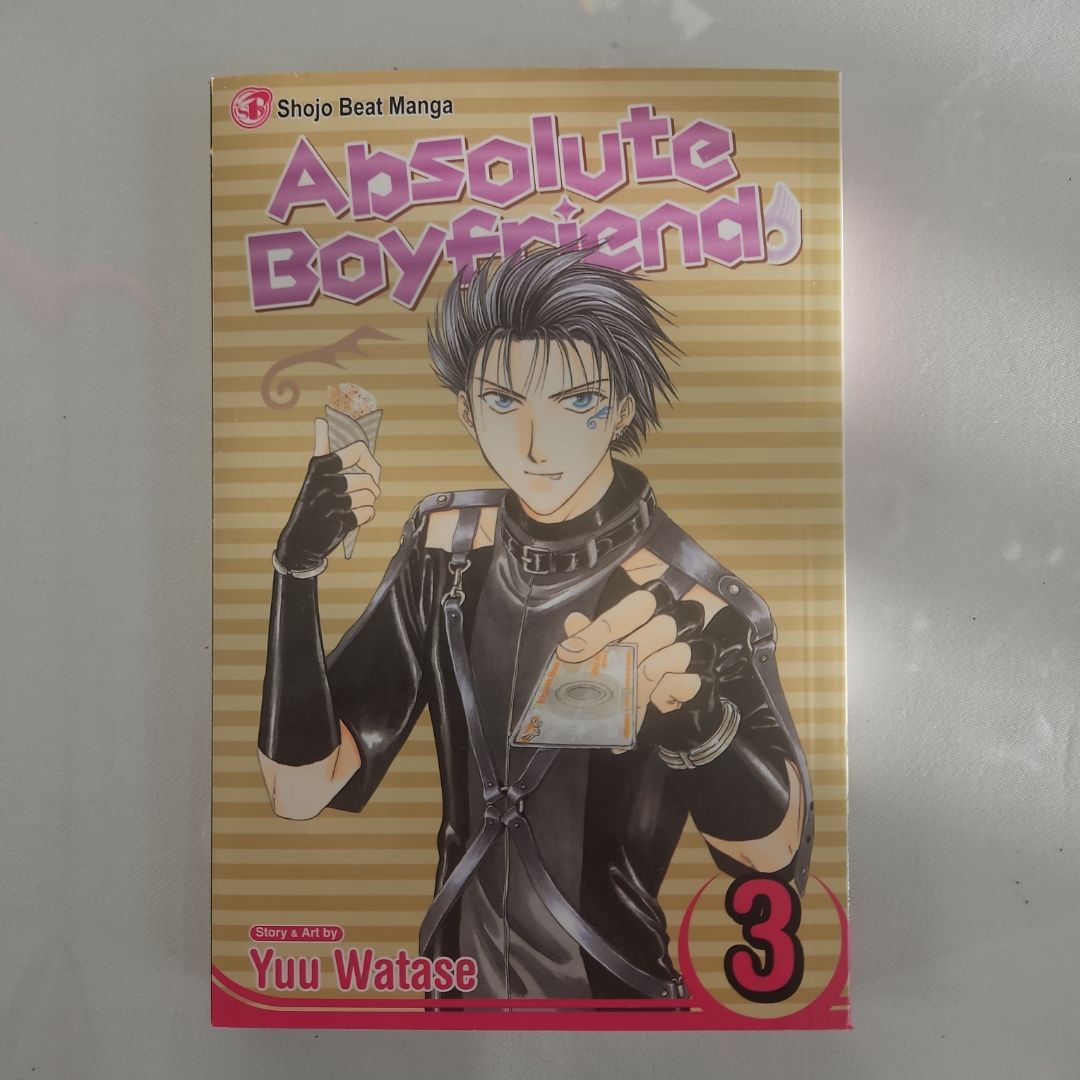 Shojo Beat Manga
Absolute
Boyfriend
Story & Art by
Yuu Watase
3